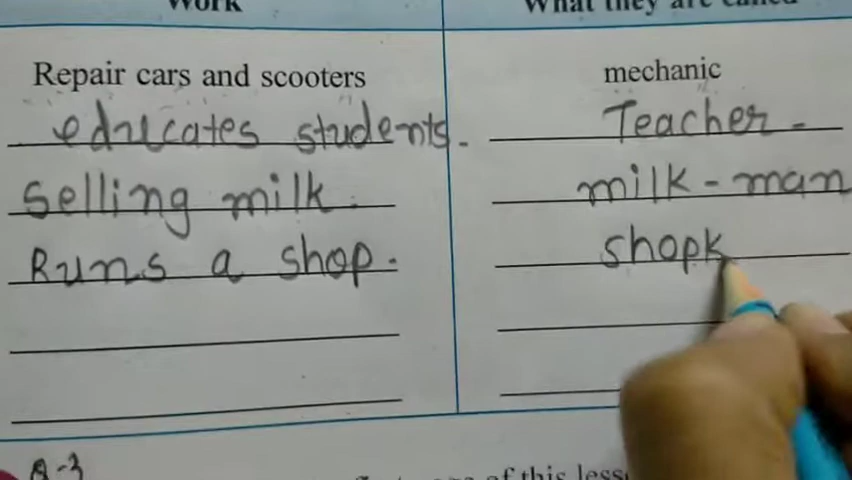 Work What they are called
Repair cars and scooters mechanic
educates students. Teacher -
Selling milk. milk - man
Runs a shop. shopk
Q-3 of this less